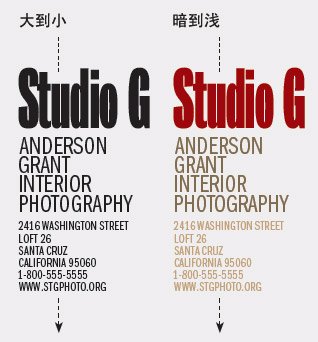 大到小
Studio G
ANDERSON
GRANT
INTERIOR
PHOTOGRAPHY
2416 WASHINGTON STREET
LOFT 26
SANTA CRUZ
CALIFORNIA 95060
1-800-555-5555
WWW.STGPHOTO.ORG
暗到浅
Studio G
ANDERSON
GRANT
INTERIOR
PHOTOGRAPHY
2416 WASHINGTON STREET
LOFT 26
SANTA CRUZ
CALIFORNIA 95060
1-800-555-5555
WWW.STGPHOTO.ORG